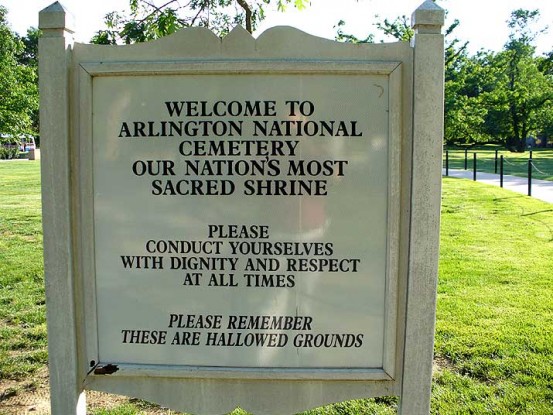 WELCOME TO
ARLINGTON NATIONAL
CEMETERY
OUR NATION'S MOST
SACRED SHRINE
PLEASE
CONDUCT YOURSELVES
WITH DIGNITY AND RESPECT
AT ALL TIMES
PLEASE REMEMBER
THESE ARE HALLOWED GROUNDS